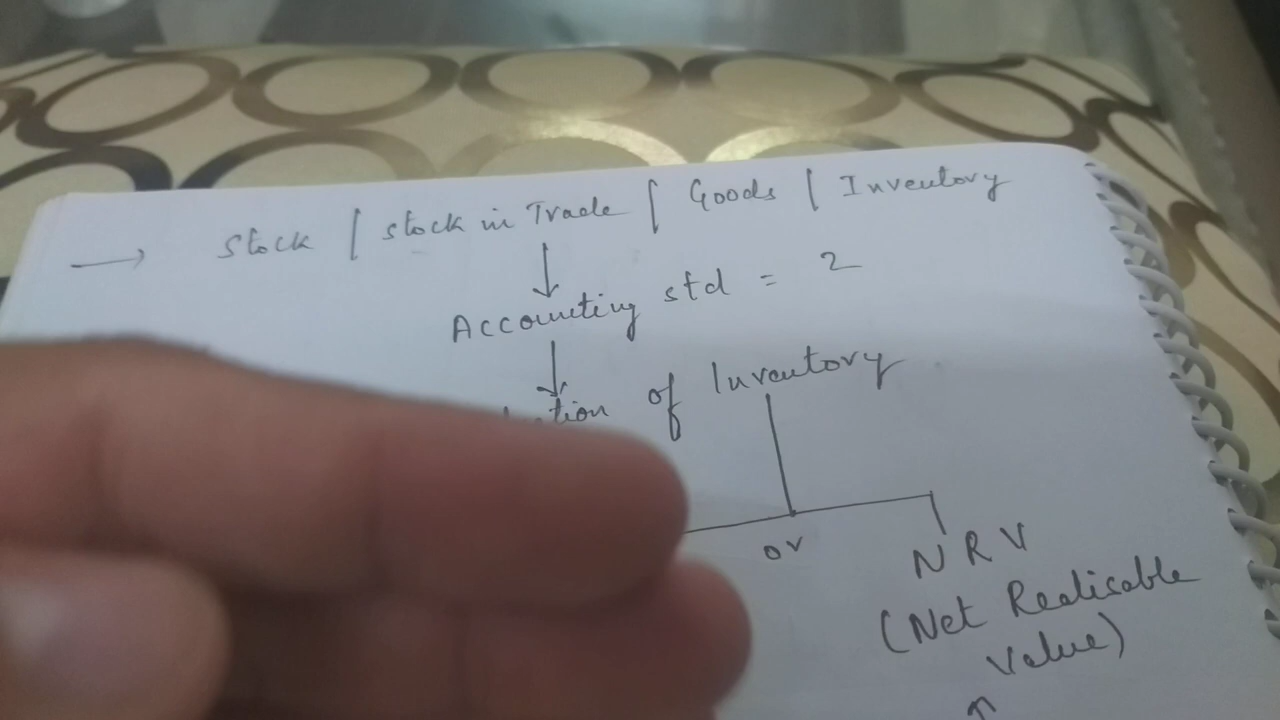 → Stock / Stock in Trade / Goods / Inventory
↓
Accounting std = 2
↓
of Inventory
or
NRV
(Net Realisable
Value)
↑